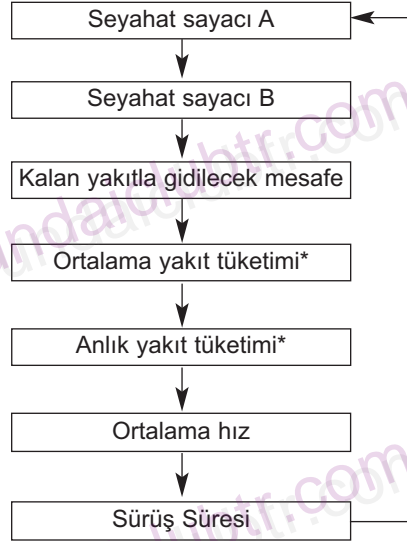 Seyahat sayacı A
Seyahat sayacı B
Kalan yakıtla gidilecek mesafe
Ortalama yakıt tüketimi*
Anlık yakıt tüketimi*
Ortalama hız
Sürüş Süresi